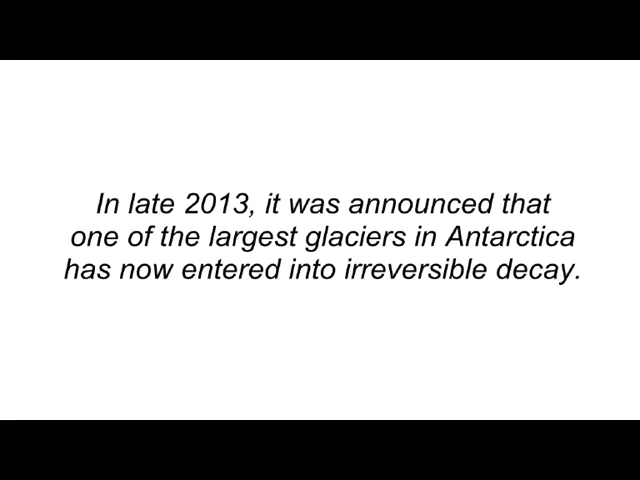 In late 2013, it was announced that
one of the largest glaciers in Antarctica
has now entered into irreversible decay.